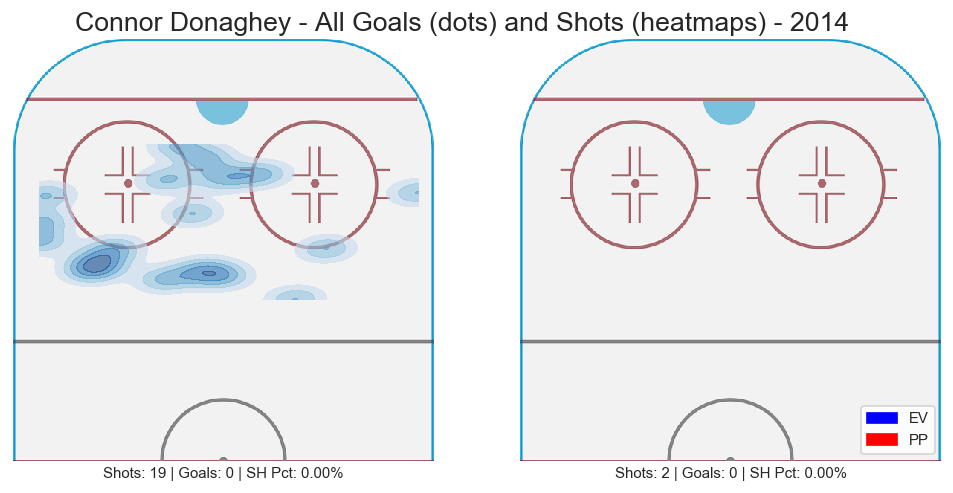 Connor Donaghey - All Goals (dots) and Shots (heatmaps) - 2014
EV
PP
Shots: 19 | Goals: 0 | SH Pct: 0.00%
Shots: 2 | Goals: 0 | SH Pct: 0.00%